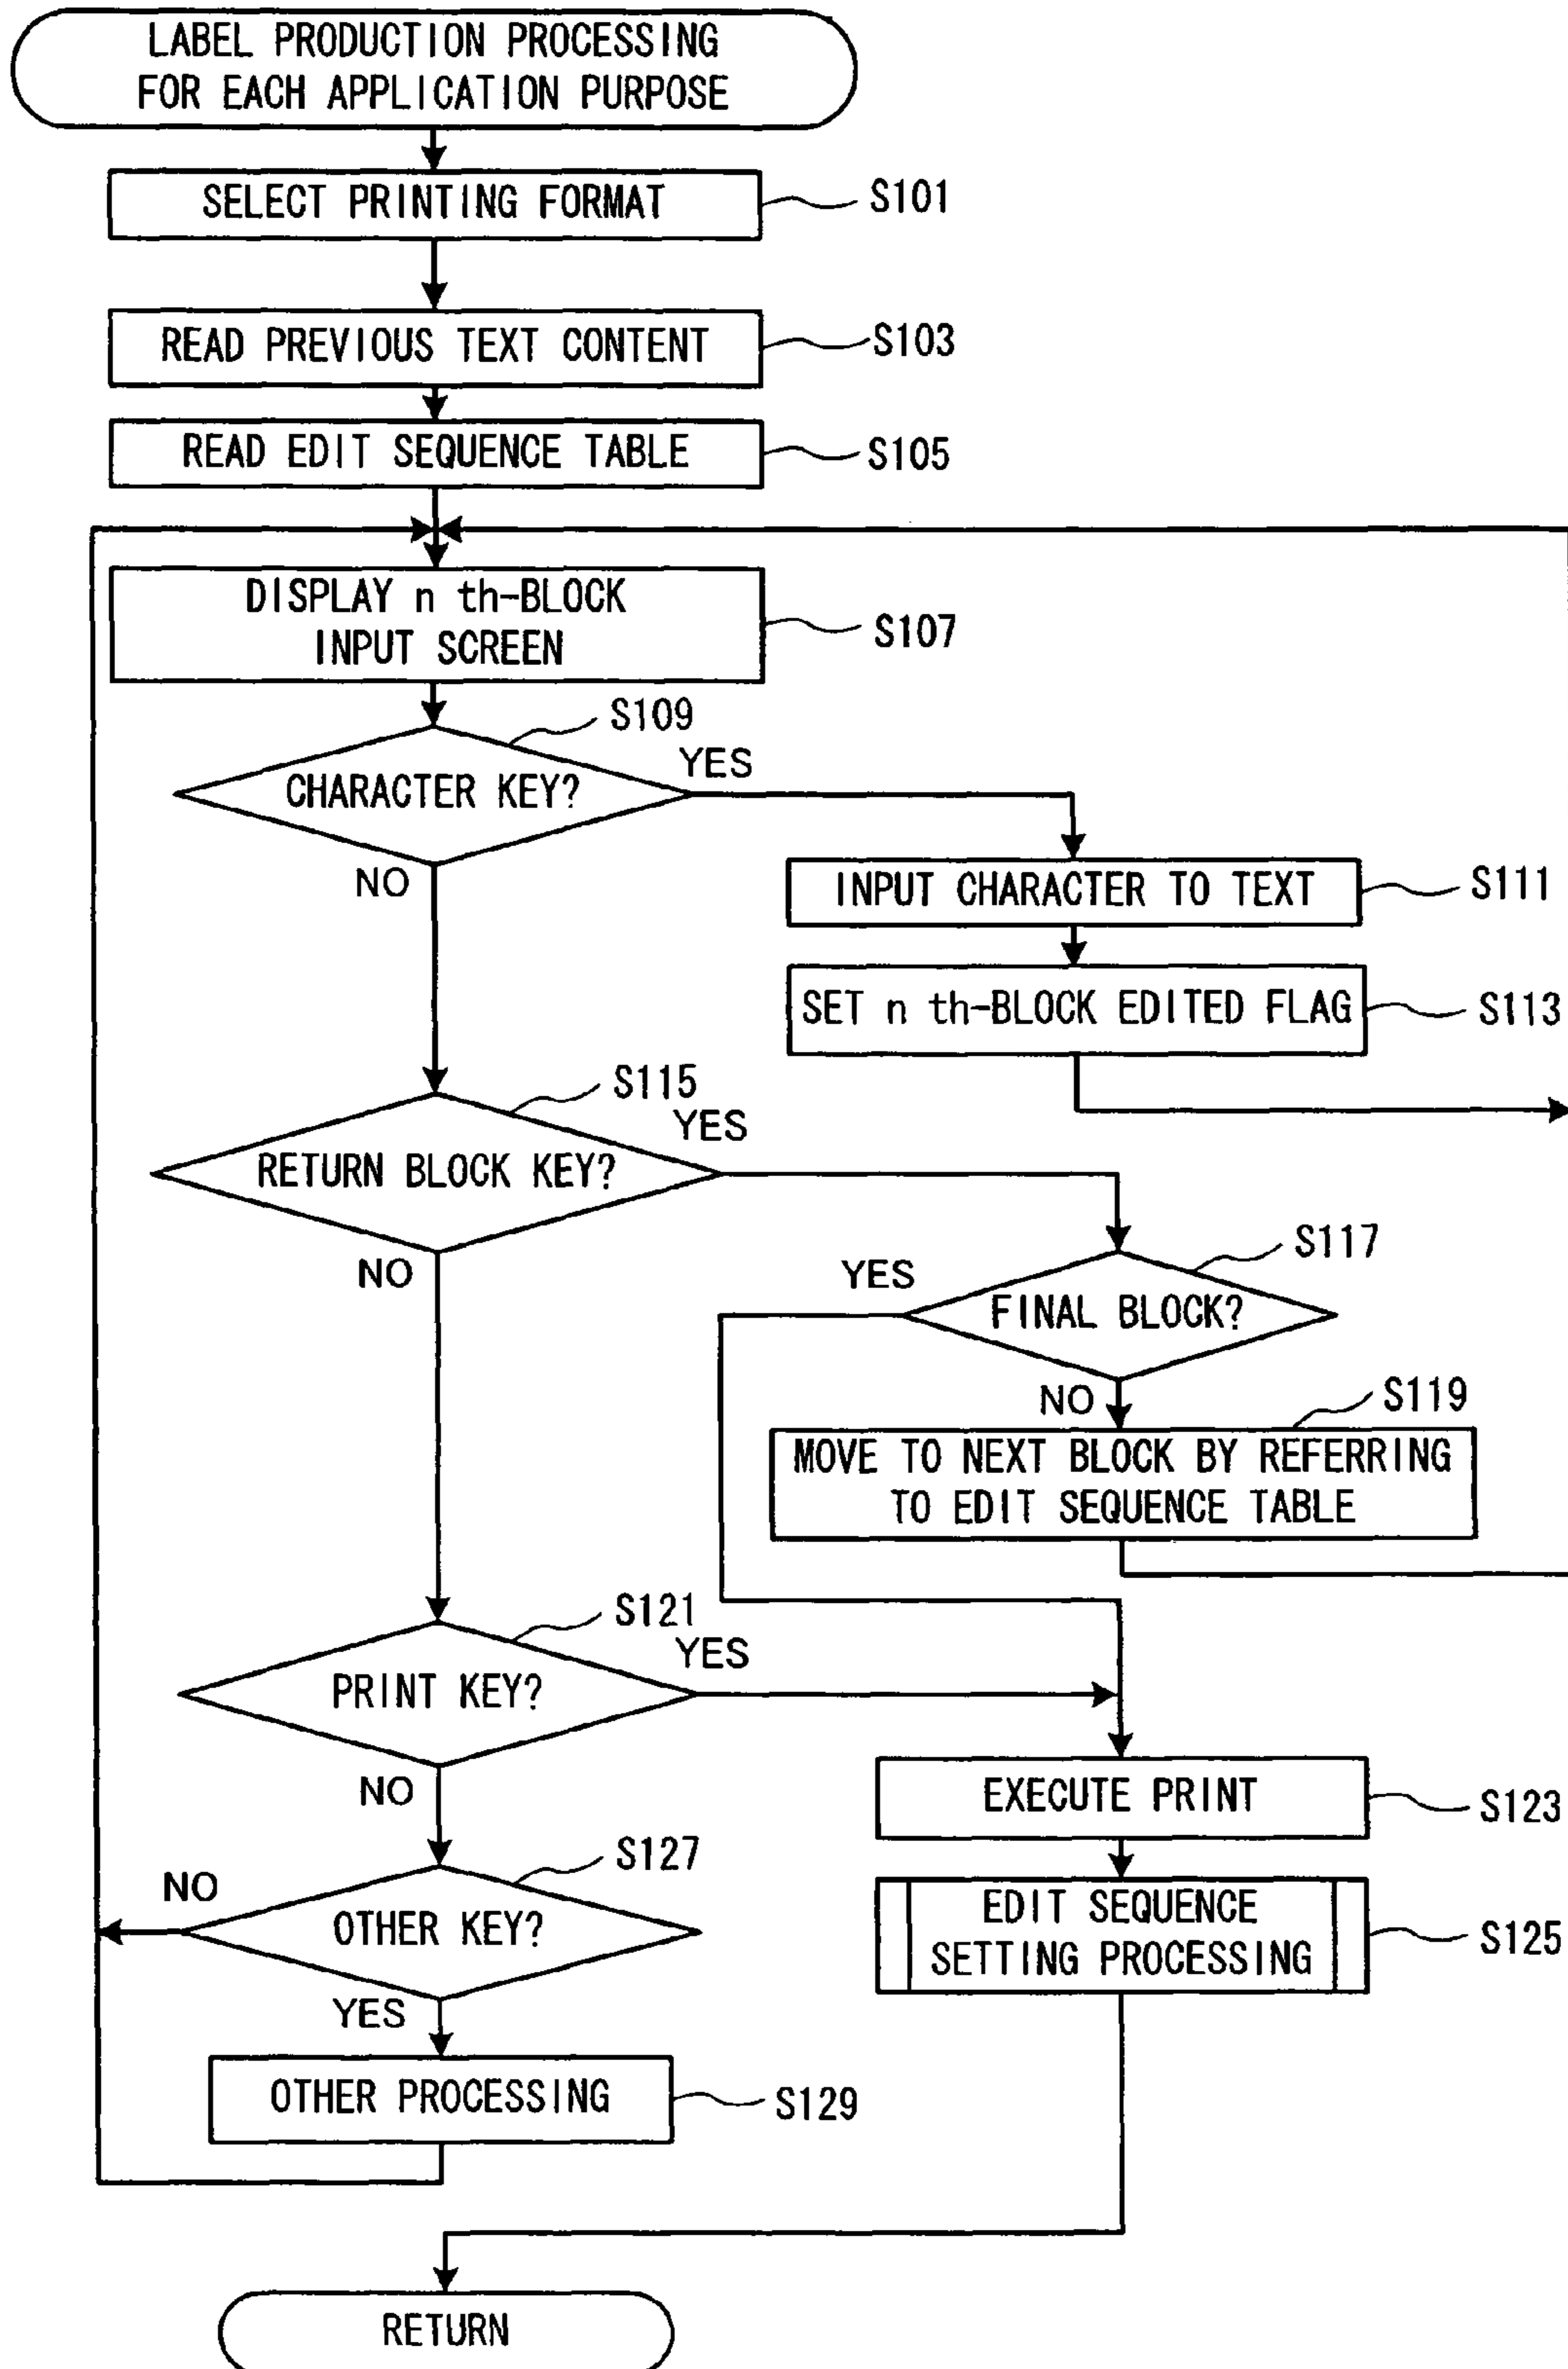 LABEL PRODUCTION PROCESSING
FOR EACH APPLICATION PURPOSE
SELECT PRINTING FORMAT
S101
READ PREVIOUS TEXT CONTENT
S103
READ EDIT SEQUENCE TABLE
S105
DISPLAY n th-BLOCK
INPUT SCREEN
S107
S109
CHARACTER KEY?
YES
NO
INPUT CHARACTER TO TEXT
S111
SET n th-BLOCK EDITED FLAG
S113
S115
RETURN BLOCK KEY?
YES
NO
S117
FINAL BLOCK?
YES
NO
S119
MOVE TO NEXT BLOCK BY REFERRING
TO EDIT SEQUENCE TABLE
S121
PRINT KEY?
YES
NO
EXECUTE PRINT
S123
EDIT SEQUENCE
SETTING PROCESSING
S125
S127
OTHER KEY?
NO
YES
OTHER PROCESSING
S129
RETURN